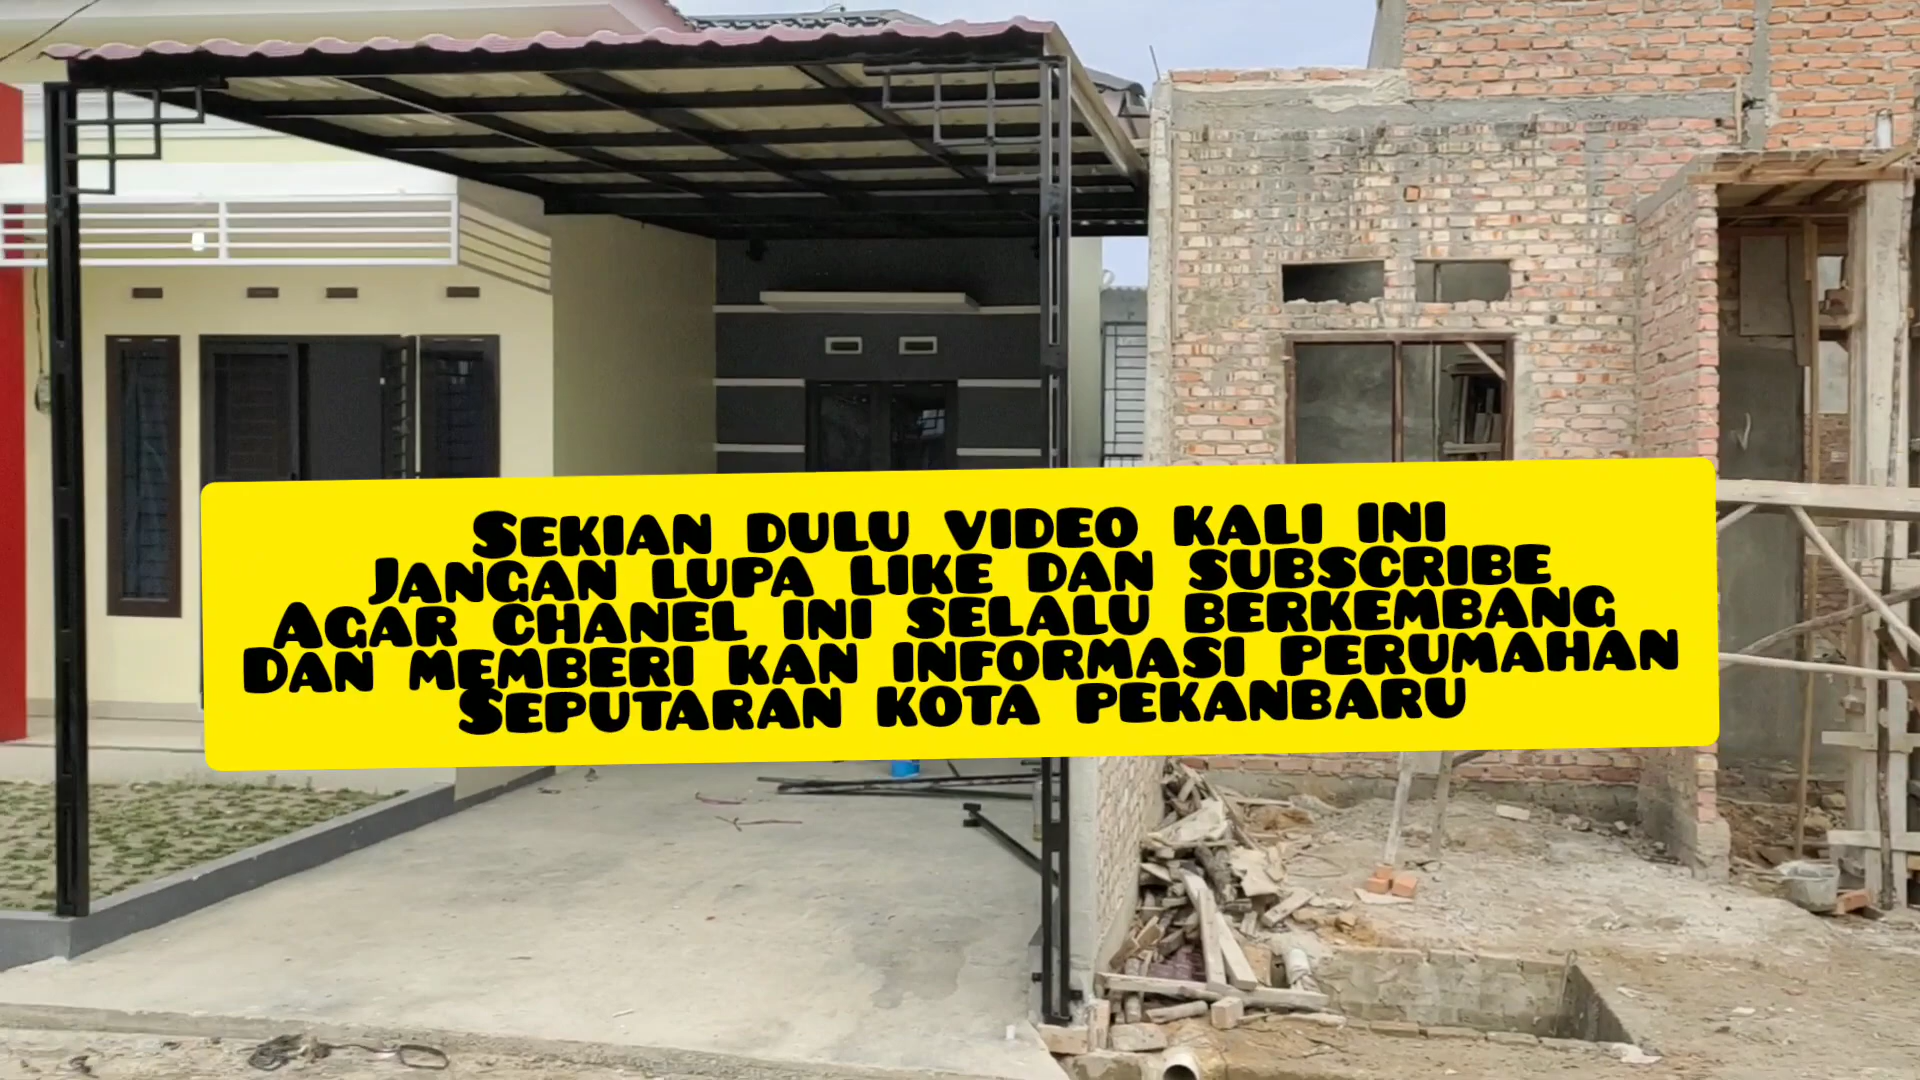 Sekian dulu video kali ini
Jangan lupa like dan subscribe
Agar chanel ini selalu berkembang
Dan memberi kan informasi perumahan
Seputaran kota Pekanbaru